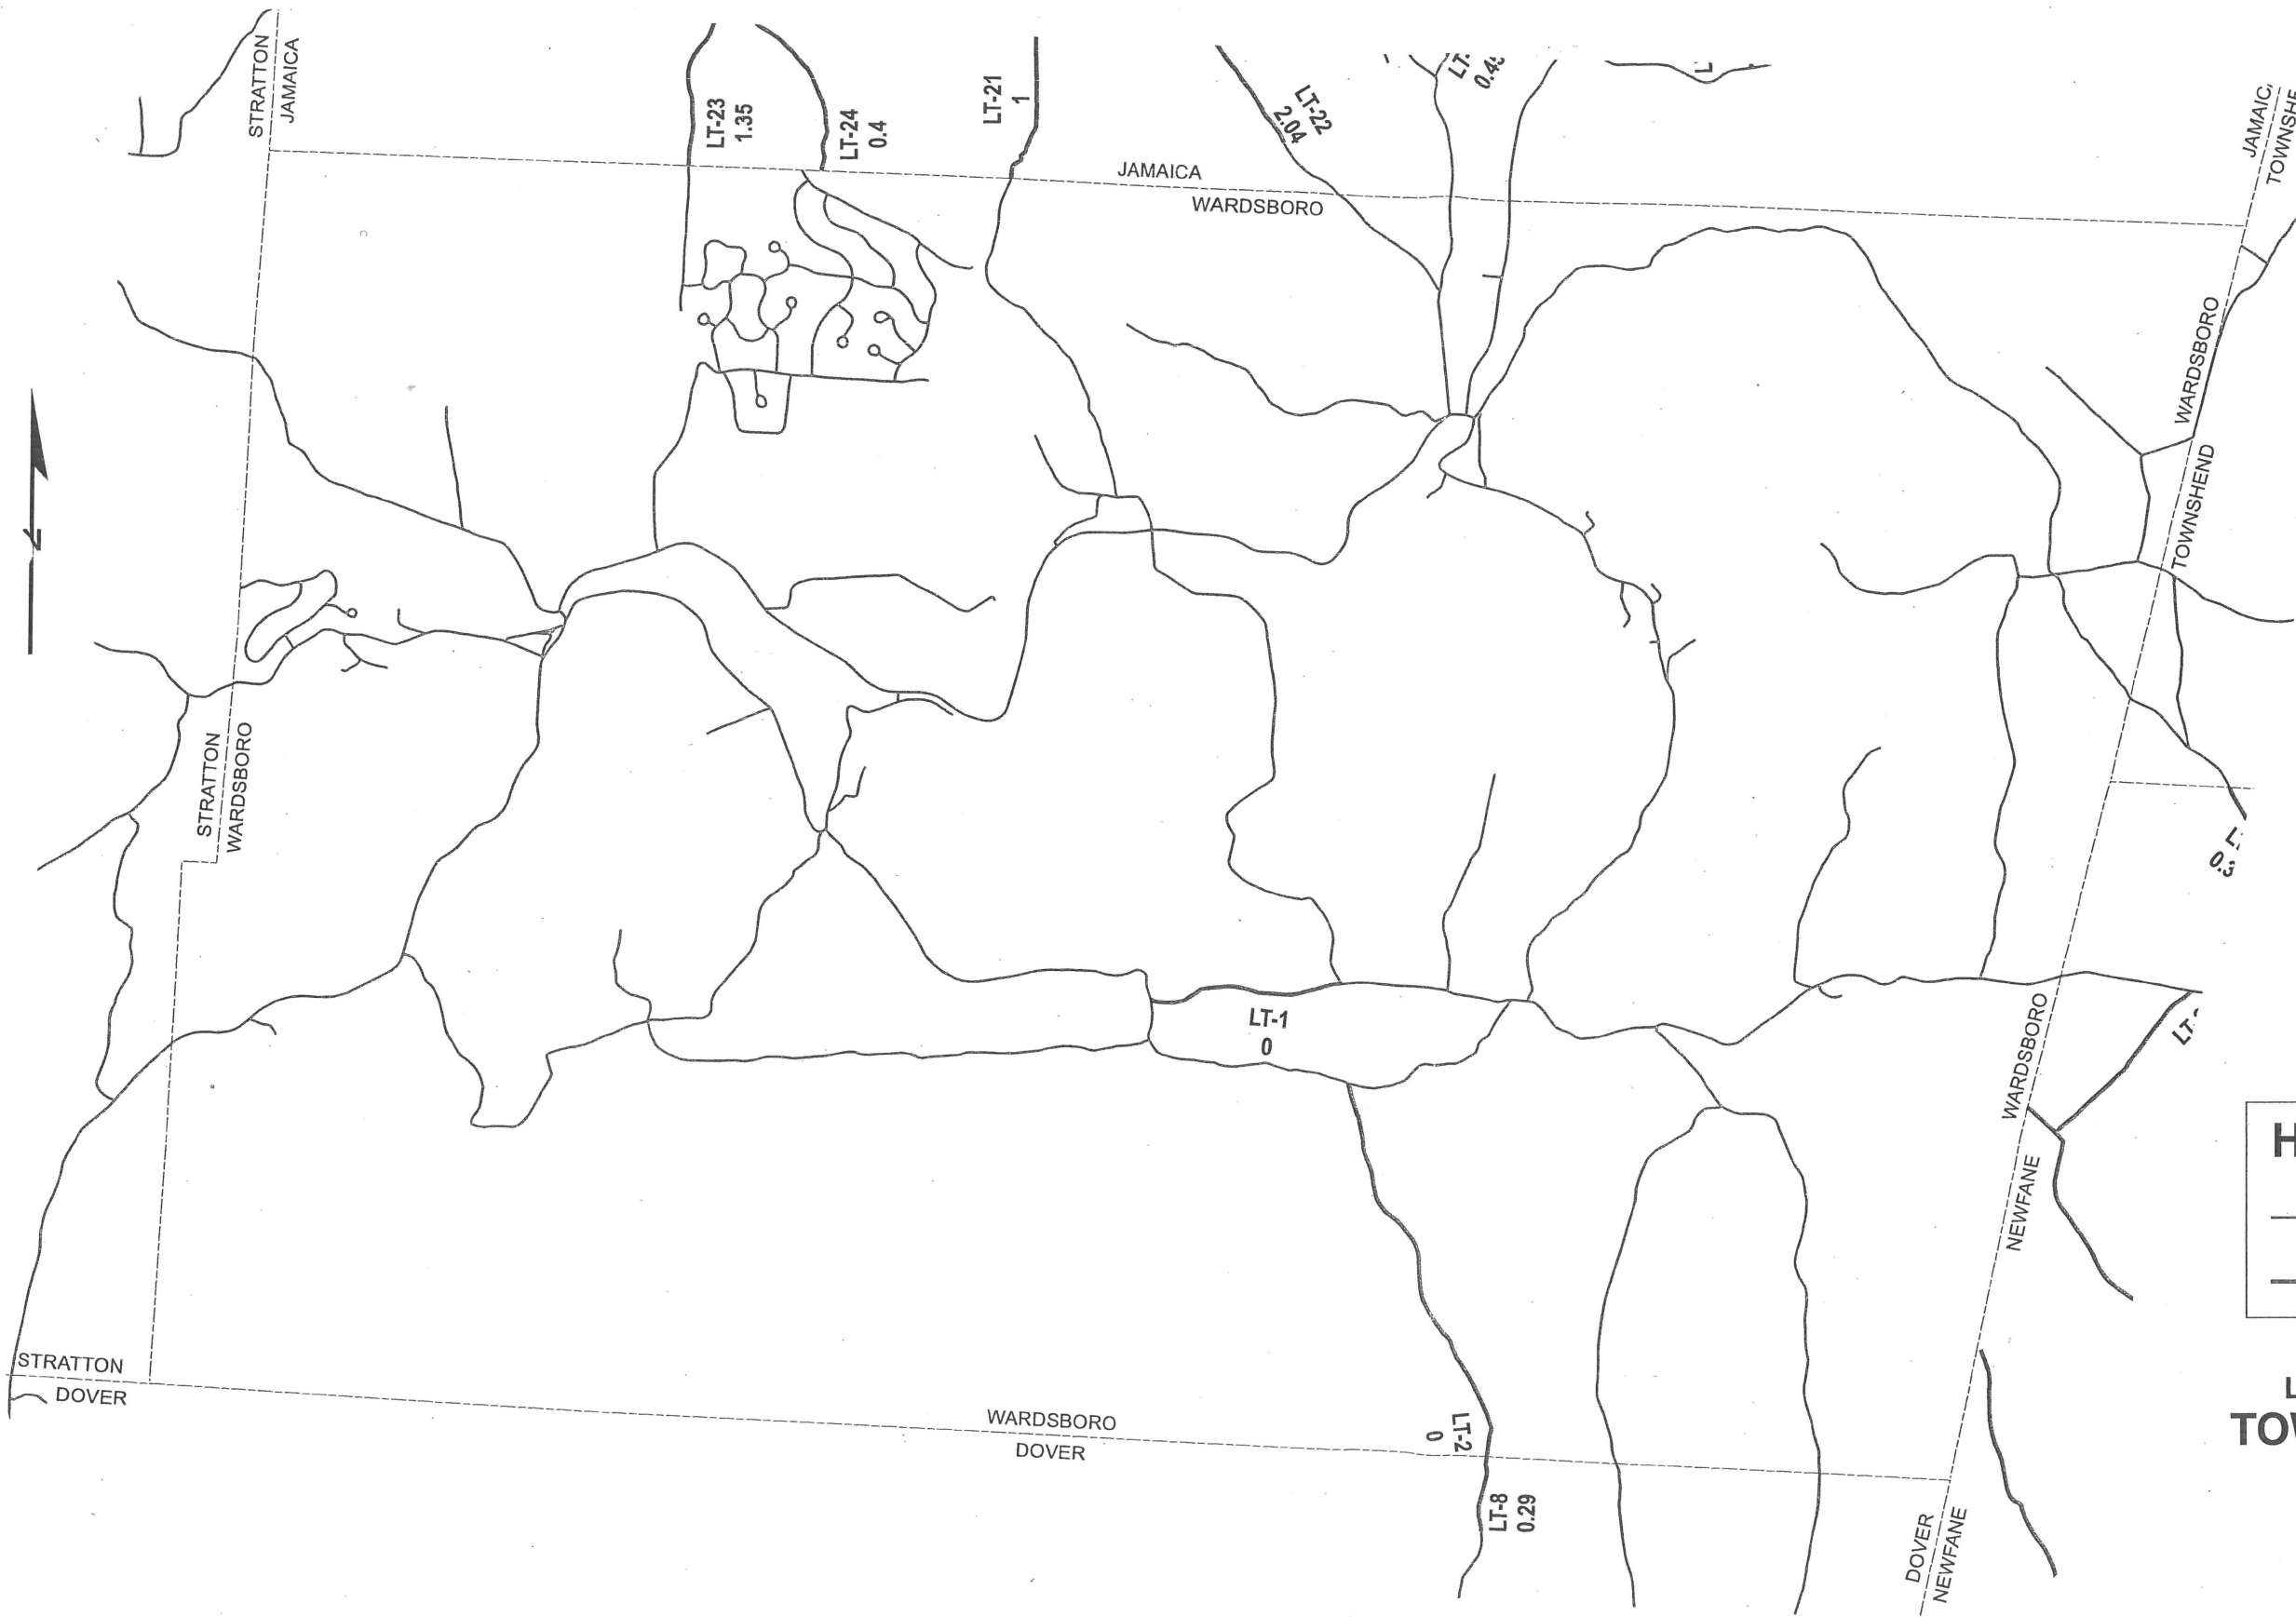 STRATTON
JAMAICA
LT-23
1.35
LT-24
0.4
LT-21
1
LT-22
2.04
JAMAICA
WARDSBORO
WARDSBORO
TOWNSHEND
STRATTON
WARDSBORO
LT-1
0
WARDSBORO
NEWFANE
STRATTON
DOVER
WARDSBORO
DOVER
LT-2
0
LT-8
0.29
DOVER
NEWFANE
N